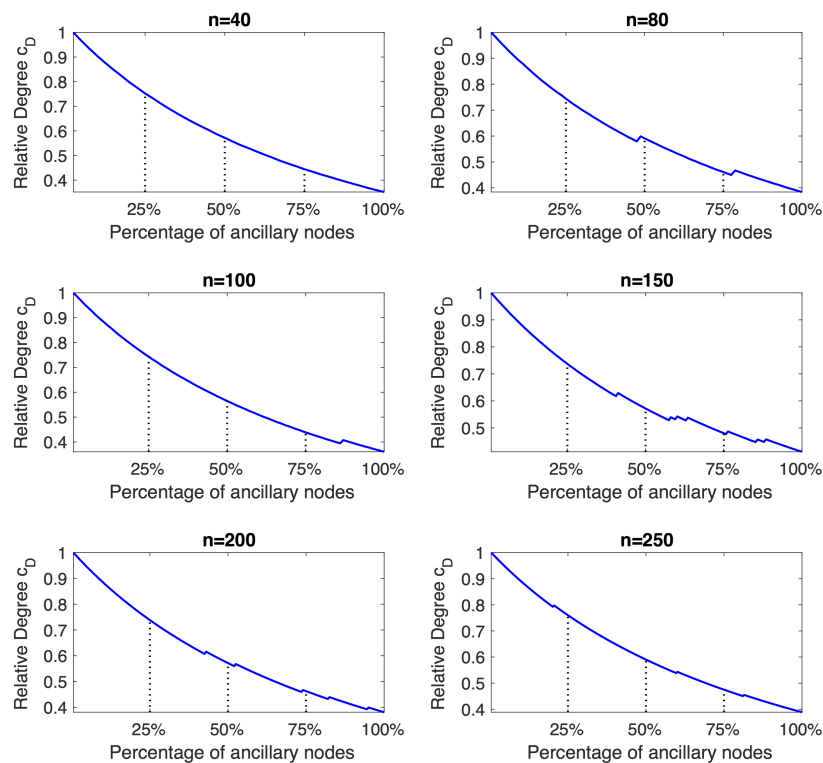 n=40
1
0.9
0.8
0.7
0.6
0.5
0.4
Relative Degree c_D
25% 50% 75% 100%
Percentage of ancillary nodes
n=80
1
0.9
0.8
0.7
0.6
0.5
0.4
Relative Degree c_D
25% 50% 75% 100%
Percentage of ancillary nodes
n=100
1
0.9
0.8
0.7
0.6
0.5
0.4
Relative Degree c_D
25% 50% 75% 100%
Percentage of ancillary nodes
n=150
1
0.9
0.8
0.7
0.6
0.5
Relative Degree c_D
25% 50% 75% 100%
Percentage of ancillary nodes
n=200
1
0.9
0.8
0.7
0.6
0.5
0.4
Relative Degree c_D
25% 50% 75% 100%
Percentage of ancillary nodes
n=250
1
0.9
0.8
0.7
0.6
0.5
0.4
Relative Degree c_D
25% 50% 75% 100%
Percentage of ancillary nodes